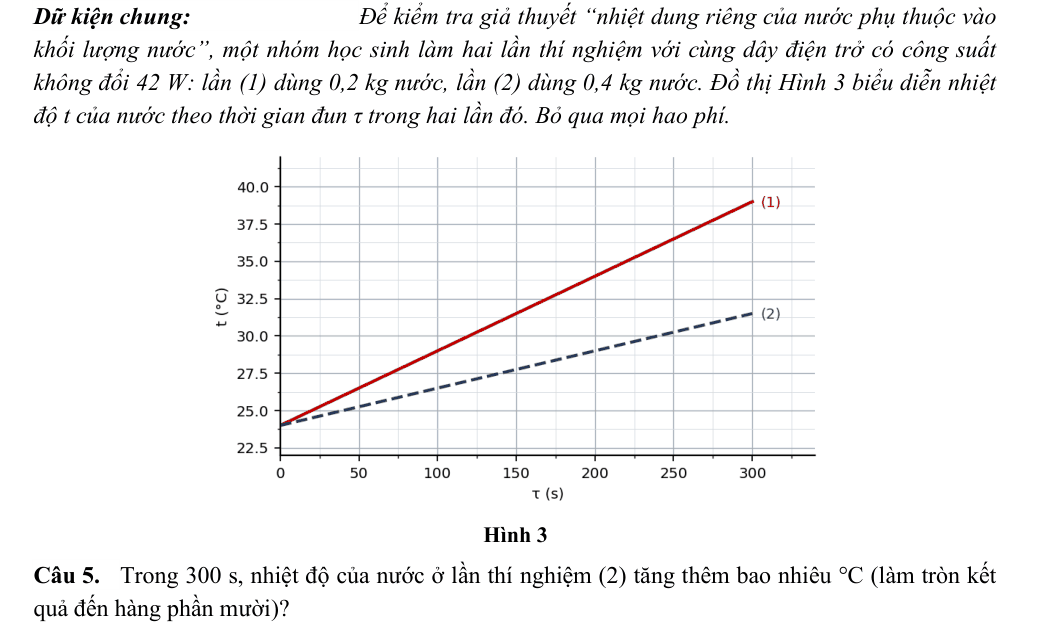 Dữ kiện chung: Để kiểm tra giả thuyết “nhiệt dung riêng của nước phụ thuộc vào
khối lượng nước”, một nhóm học sinh làm hai lần thí nghiệm với cùng dây điện trở có công suất
không đổi 42 W: lần (1) dùng 0,2 kg nước, lần (2) dùng 0,4 kg nước. Đồ thị Hình 3 biểu diễn nhiệt
độ t của nước theo thời gian đun τ trong hai lần đó. Bỏ qua mọi hao phí.
40.0
(1)
37.5
35.0
32.5
(2)
t (°C)
30.0
27.5
25.0
22.5
0 50 100 150 200 250 300
τ (s)
Hình 3
Câu 5. Trong 300 s, nhiệt độ của nước ở lần thí nghiệm (2) tăng thêm bao nhiêu °C (làm tròn kết
quả đến hàng phần mười)?